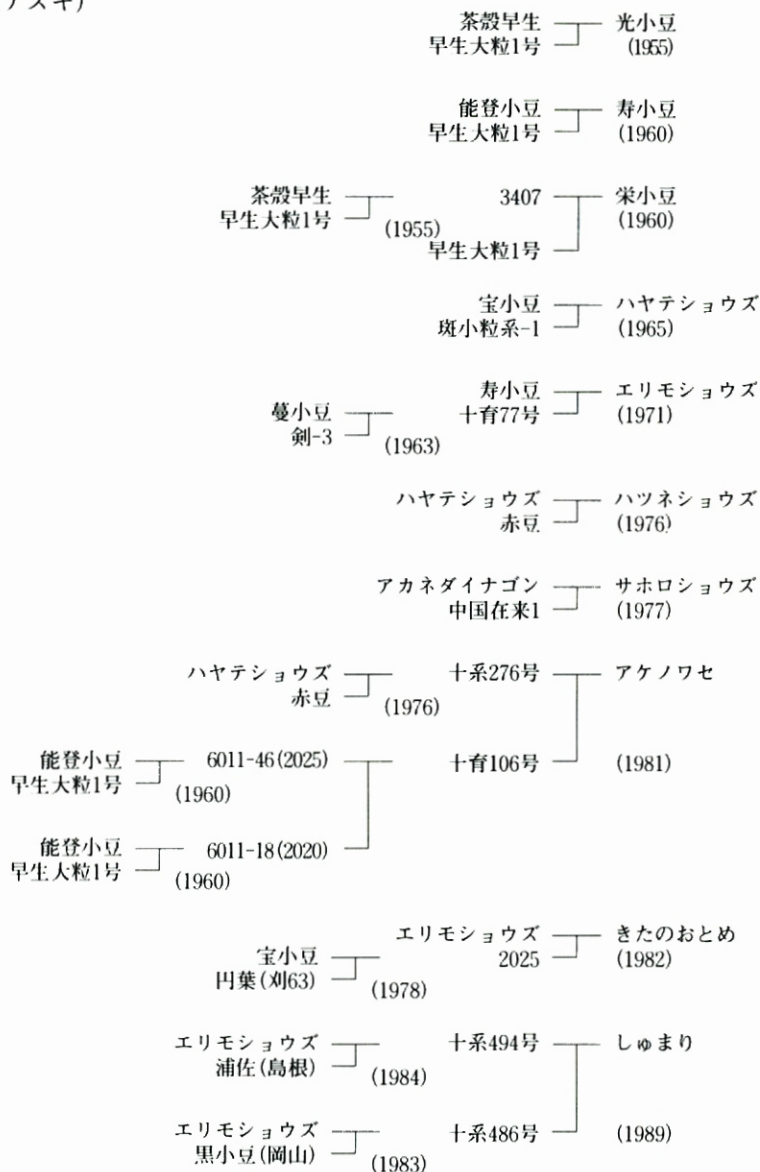 アズキ)
茶殻早生 光小豆
早生大粒1号 (1955)
能登小豆 寿小豆
早生大粒1号 (1960)
茶殻早生 3407 栄小豆
早生大粒1号 (1960)
(1955)
早生大粒1号
宝小豆 ハヤテショウズ
斑小粒系-1 (1965)
寿小豆 エリモショウズ
蔓小豆 十育77号 (1971)
剣-3
(1963)
ハヤテショウズ ハツネショウズ
赤豆 (1976)
アカネダイナゴン サホロショウズ
中国在来1 (1977)
ハヤテショウズ 十系276号 アケノワセ
赤豆
(1976)
能登小豆 6011-46(2025) 十育106号 (1981)
早生大粒1号
(1960)
能登小豆 6011-18(2020)
早生大粒1号
(1960)
エリモショウズ きたのおとめ
宝小豆 2025 (1982)
円葉(刈63)
(1978)
エリモショウズ 十系494号 しゅまり
浦佐(島根)
(1984)
エリモショウズ 十系486号 (1989)
黒小豆(岡山)
(1983)